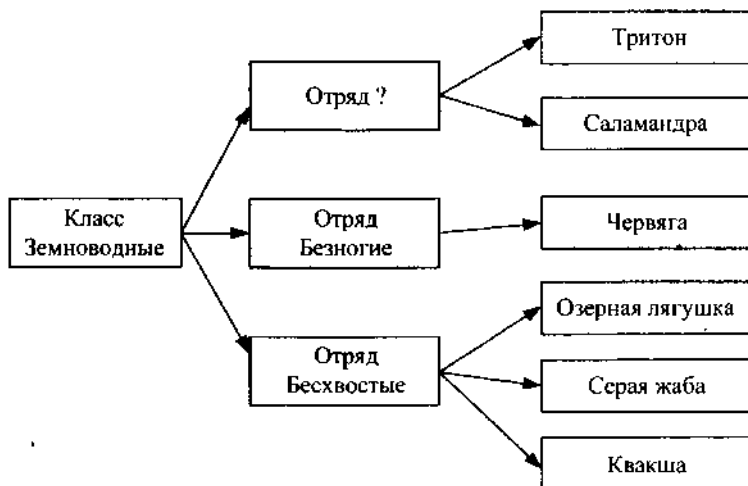 Класс
Земноводные
Отряд ?
Тритон
Саламандра
Отряд
Безногие
Червяга
Отряд
Бесхвостые
Озерная лягушка
Серая жаба
Квакша